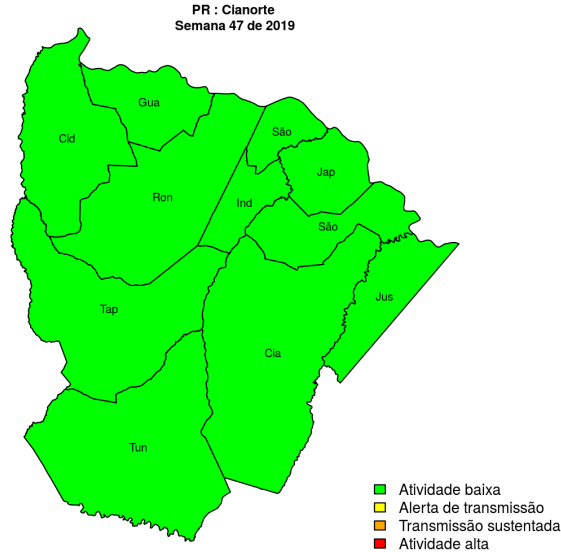 PR : Cianorte
Semana 47 de 2019
Gua
Cid
São
Jap
Ron
Ind
São
Jus
Tap
Cia
Tun
Atividade baixa
Alerta de transmissão
Transmissão sustentada
Atividade alta